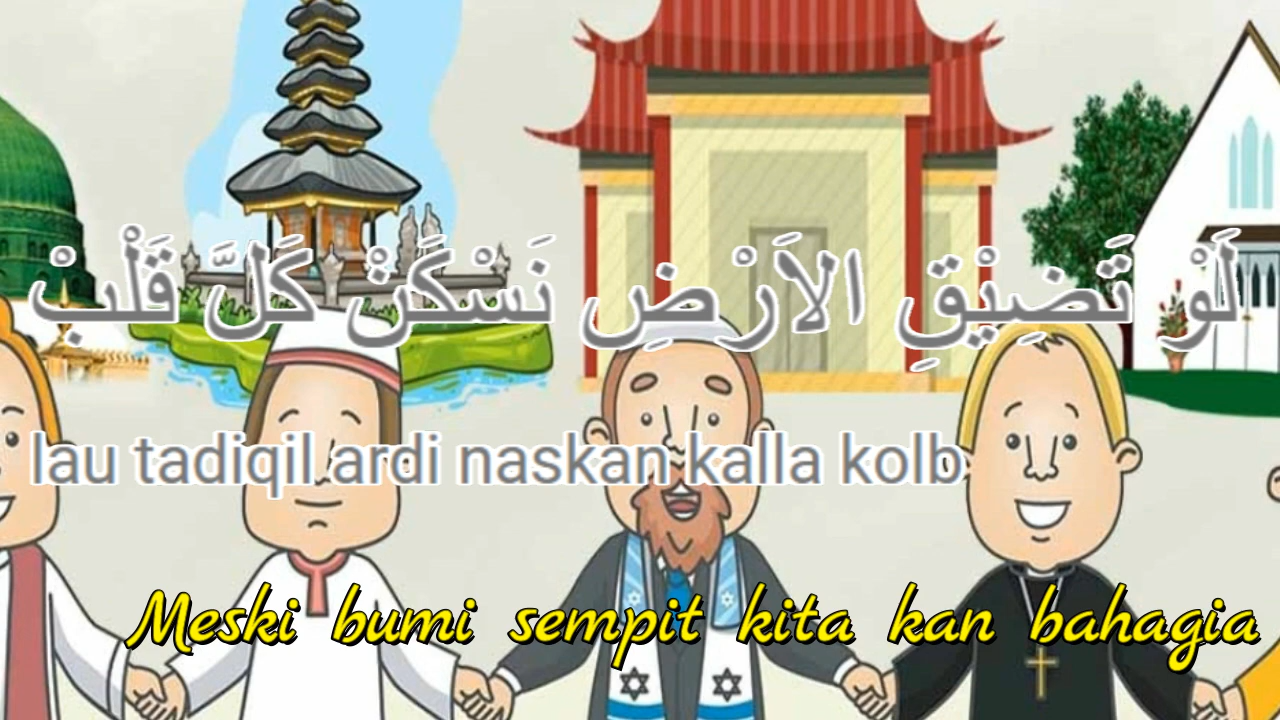 لَوْ تَضِيْقِ الاَرْضِ نَسْكَنْ كَلَّ قَلْبْ
lau tadiqil ardi naskan kalla kolb
Meski bumi sempit kita kan bahagia